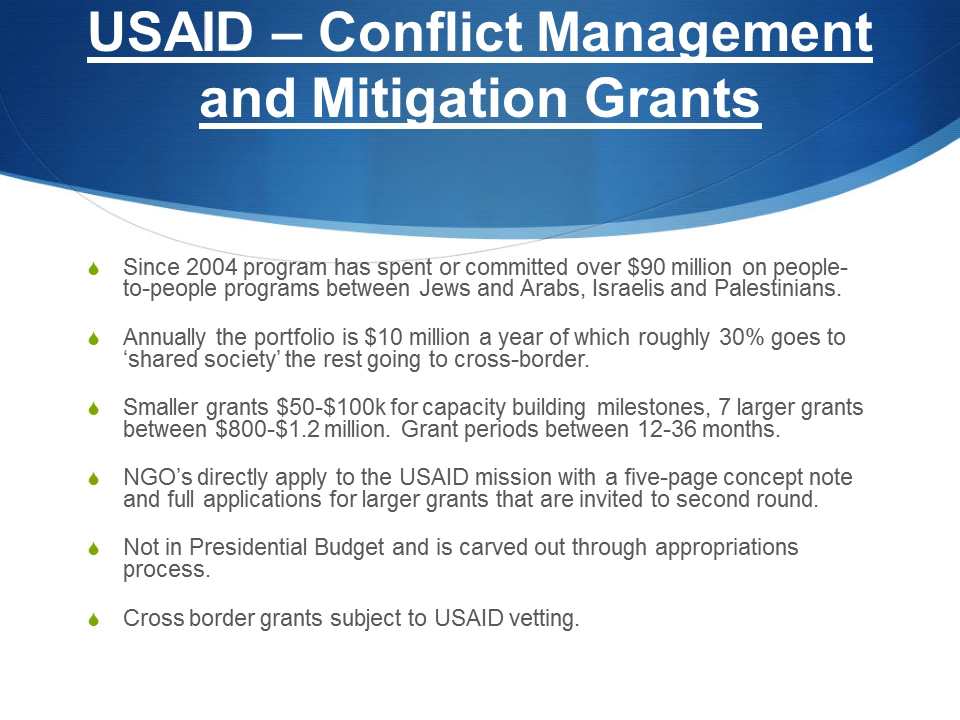 USAID – Conflict Management
and Mitigation Grants
Since 2004 program has spent or committed over $90 million on people-
to-people programs between Jews and Arabs, Israelis and Palestinians.
Annually the portfolio is $10 million a year of which roughly 30% goes to
‘shared society’ the rest going to cross-border.
Smaller grants $50-$100k for capacity building milestones, 7 larger grants
between $800-$1.2 million. Grant periods between 12-36 months.
NGO’s directly apply to the USAID mission with a five-page concept note
and full applications for larger grants that are invited to second round.
Not in Presidential Budget and is carved out through appropriations
process.
Cross border grants subject to USAID vetting.